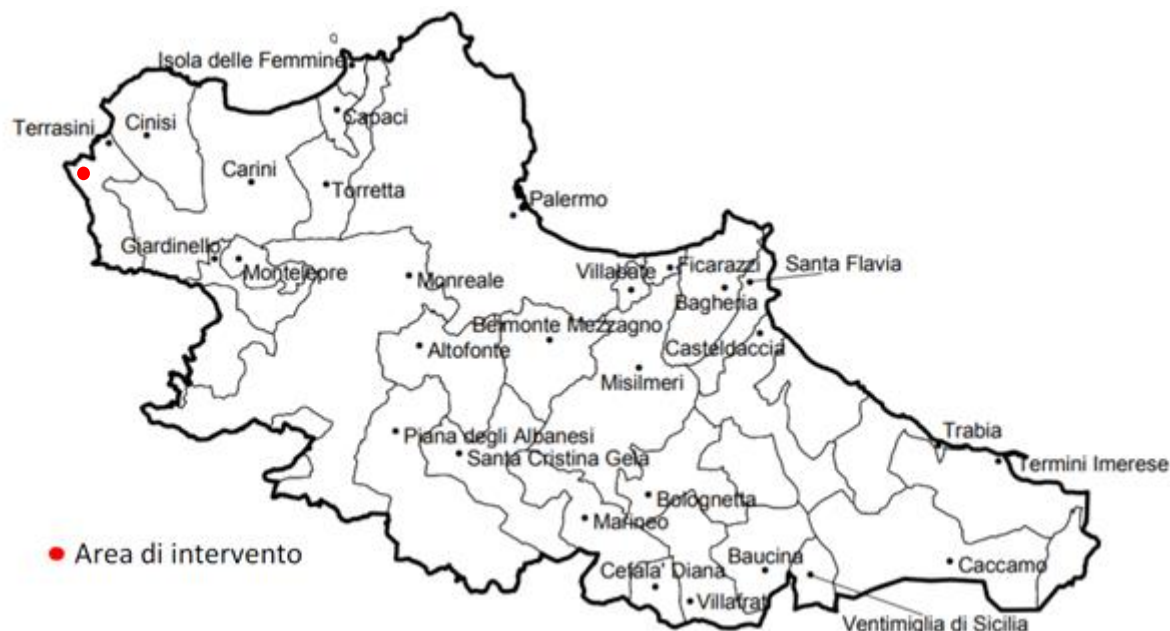 Isola delle Femmine
Capaci
Terrasini
Cinisi
Carini
Torretta
Palermo
Giardinello
Montelepre
Monreale
Villabate
Ficarazzi
Santa Flavia
Bagheria
Belmonte Mezzagno
Altofonte
Casteldaccia
Misilmeri
Piana degli Albanesi
Santa Cristina Gela
Trabia
Termini Imerese
Bolognetta
Marineo
Area di intervento
Baucina
Caccamo
Cefala' Diana
Villafrati
Ventimiglia di Sicilia